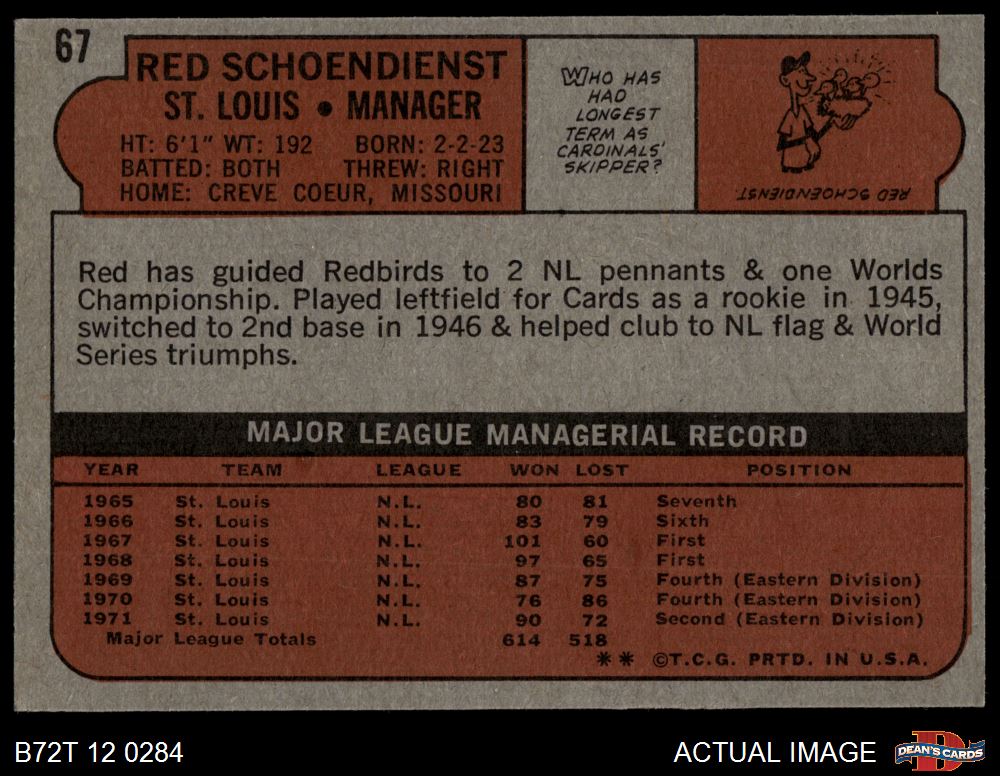 67
RED SCHOENDIENST
ST. LOUIS • MANAGER
HT: 6'1" WT: 192 BORN: 2-2-23
BATTED: BOTH THREW: RIGHT
HOME: CREVE COEUR, MISSOURI
WHO HAS
HAD
LONGEST
TERM AS
CARDINALS'
SKIPPER?
RED SCHOENDIENST.
Red has guided Redbirds to 2 NL pennants & one Worlds
Championship. Played leftfield for Cards as a rookie in 1945,
switched to 2nd base in 1946 & helped club to NL flag & World
Series triumphs.
MAJOR LEAGUE MANAGERIAL RECORD
YEAR TEAM LEAGUE WON LOST POSITION
1965 St. Louis N.L. 80 81 Seventh
1966 St. Louis N.L. 83 79 Sixth
1967 St. Louis N.L. 101 60 First
1968 St. Louis N.L. 97 65 First
1969 St. Louis N.L. 87 75 Fourth (Eastern Division)
1970 St. Louis N.L. 76 86 Fourth (Eastern Division)
1971 St. Louis N.L. 90 72 Second (Eastern Division)
Major League Totals 614 518
** ©T.C.G. PRTD. IN U.S.A.
B72T 12 0284 ACTUAL IMAGE DEAN'S CARDS